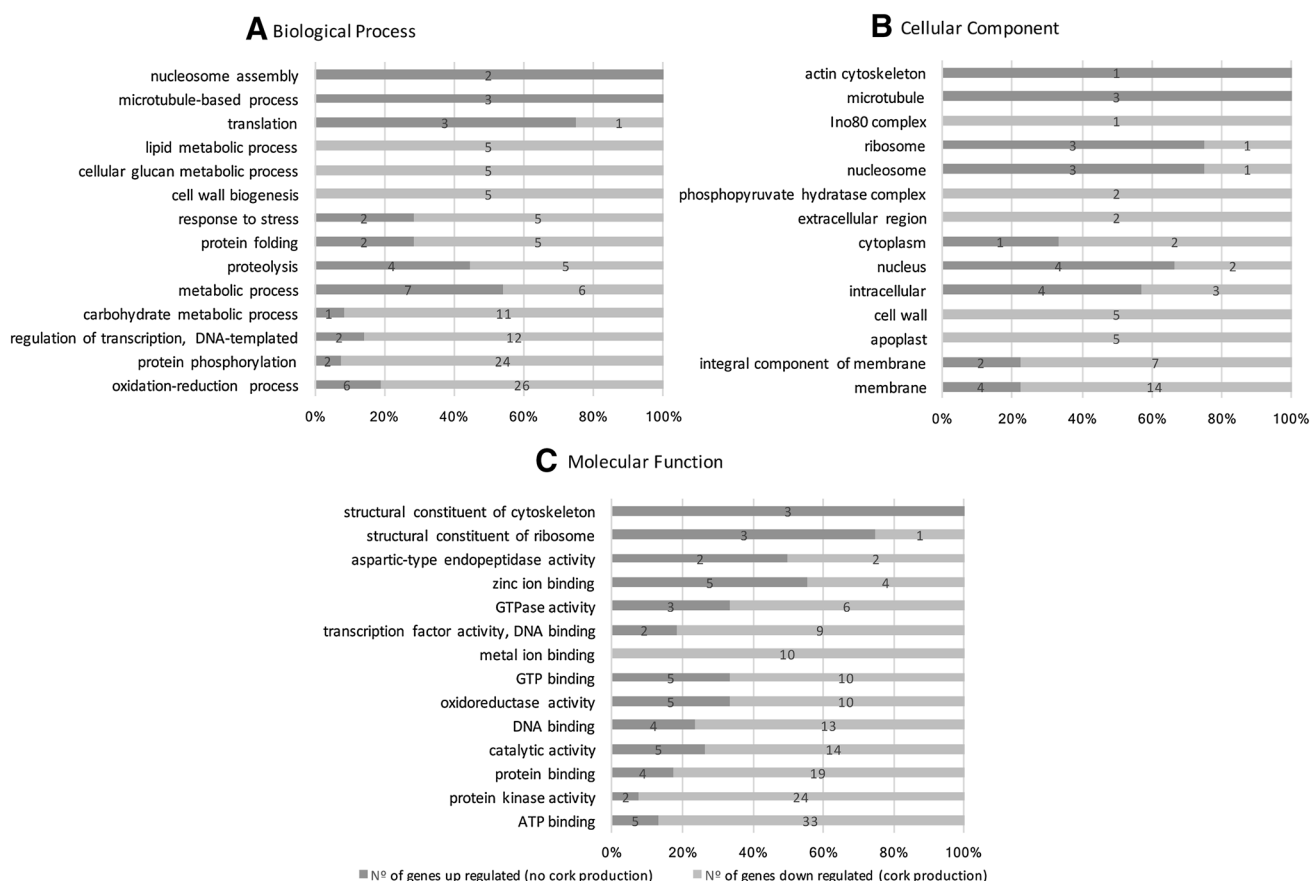 A Biological Process
nucleosome assembly 2
microtubule-based process 3
translation 3 1
lipid metabolic process 5
cellular glucan metabolic process 5
cell wall biogenesis 5
response to stress 2 5
protein folding 2 5
proteolysis 4 5
metabolic process 7 6
carbohydrate metabolic process 1 11
regulation of transcription, DNA-templated 2 12
protein phosphorylation 2 24
oxidation-reduction process 6 26
0% 20% 40% 60% 80% 100%
B Cellular Component
actin cytoskeleton 1
microtubule 3
Ino80 complex 1
ribosome 3 1
nucleosome 3 1
phosphopyruvate hydratase complex 2
extracellular region 2
cytoplasm 1 2
nucleus 4 2
intracellular 4 3
cell wall 5
apoplast 5
integral component of membrane 2 7
membrane 4 14
0% 20% 40% 60% 80% 100%
C Molecular Function
structural constituent of cytoskeleton 3
structural constituent of ribosome 3 1
aspartic-type endopeptidase activity 2 2
zinc ion binding 5 4
GTPase activity 3 6
transcription factor activity, DNA binding 2 9
metal ion binding 10
GTP binding 5 10
oxidoreductase activity 5 10
DNA binding 4 13
catalytic activity 5 14
protein binding 4 19
protein kinase activity 2 24
ATP binding 5 33
0% 20% 40% 60% 80% 100%
Nº of genes up regulated (no cork production) Nº of genes down regulated (cork production)